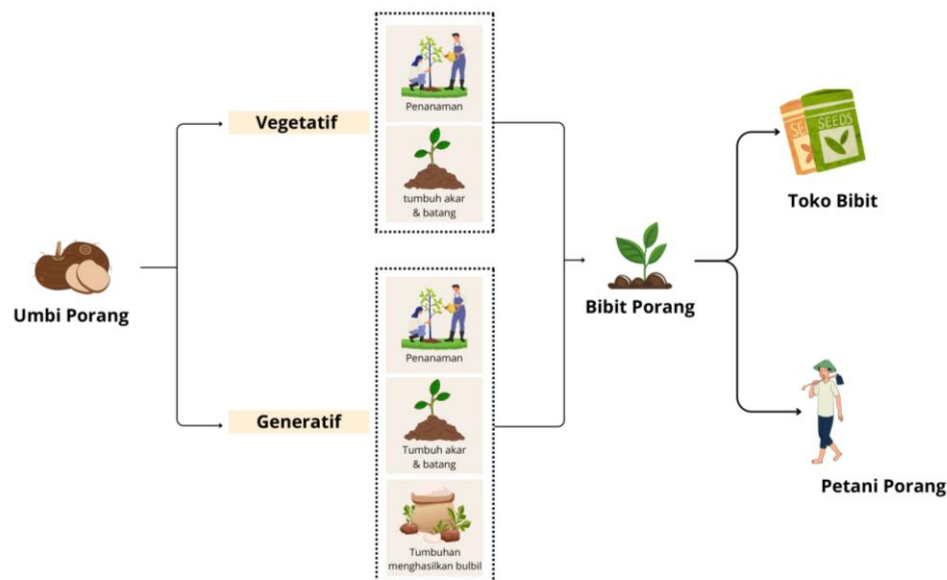 Umbi Porang
Vegetatif
Penanaman
tumbuh akar
& batang
Generatif
Penanaman
Tumbuh akar
& batang
Tumbuhan
menghasilkan bulbil
Bibit Porang
SE
SEEDS
Toko Bibit
Petani Porang